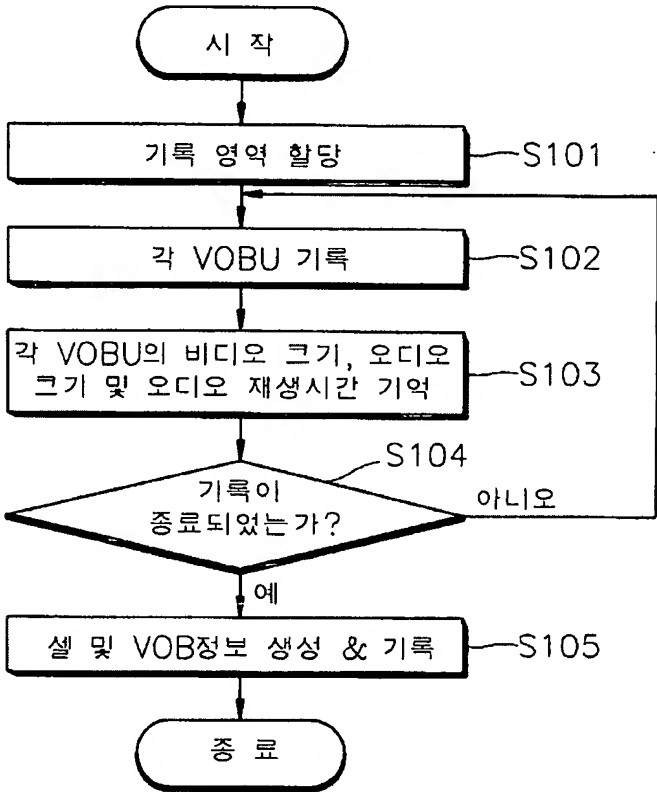 시 작
기록 영역 할당
S101
각 VOBU 기록
S102
각 VOBU의 비디오 크기, 오디오
크기 및 오디오 재생시간 기억
S103
S104
기록이
종료되었는가?
아니오
예
셀 및 VOB정보 생성 & 기록
S105
종 료